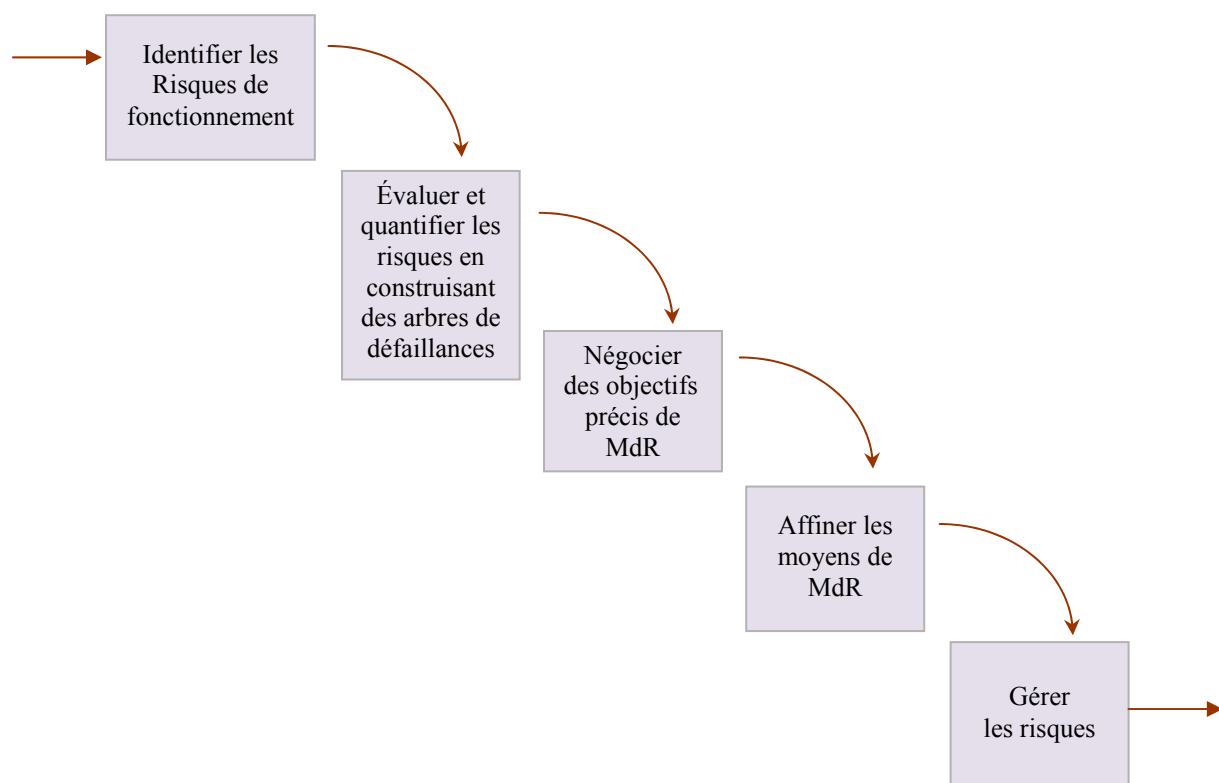 Identifier les
Risques de
fonctionnement
Évaluer et
quantifier les
risques en
construisant
des arbres de
défaillances
Négocier
des objectifs
précis de
MdR
Affiner les
moyens de
MdR
Gérer
les risques